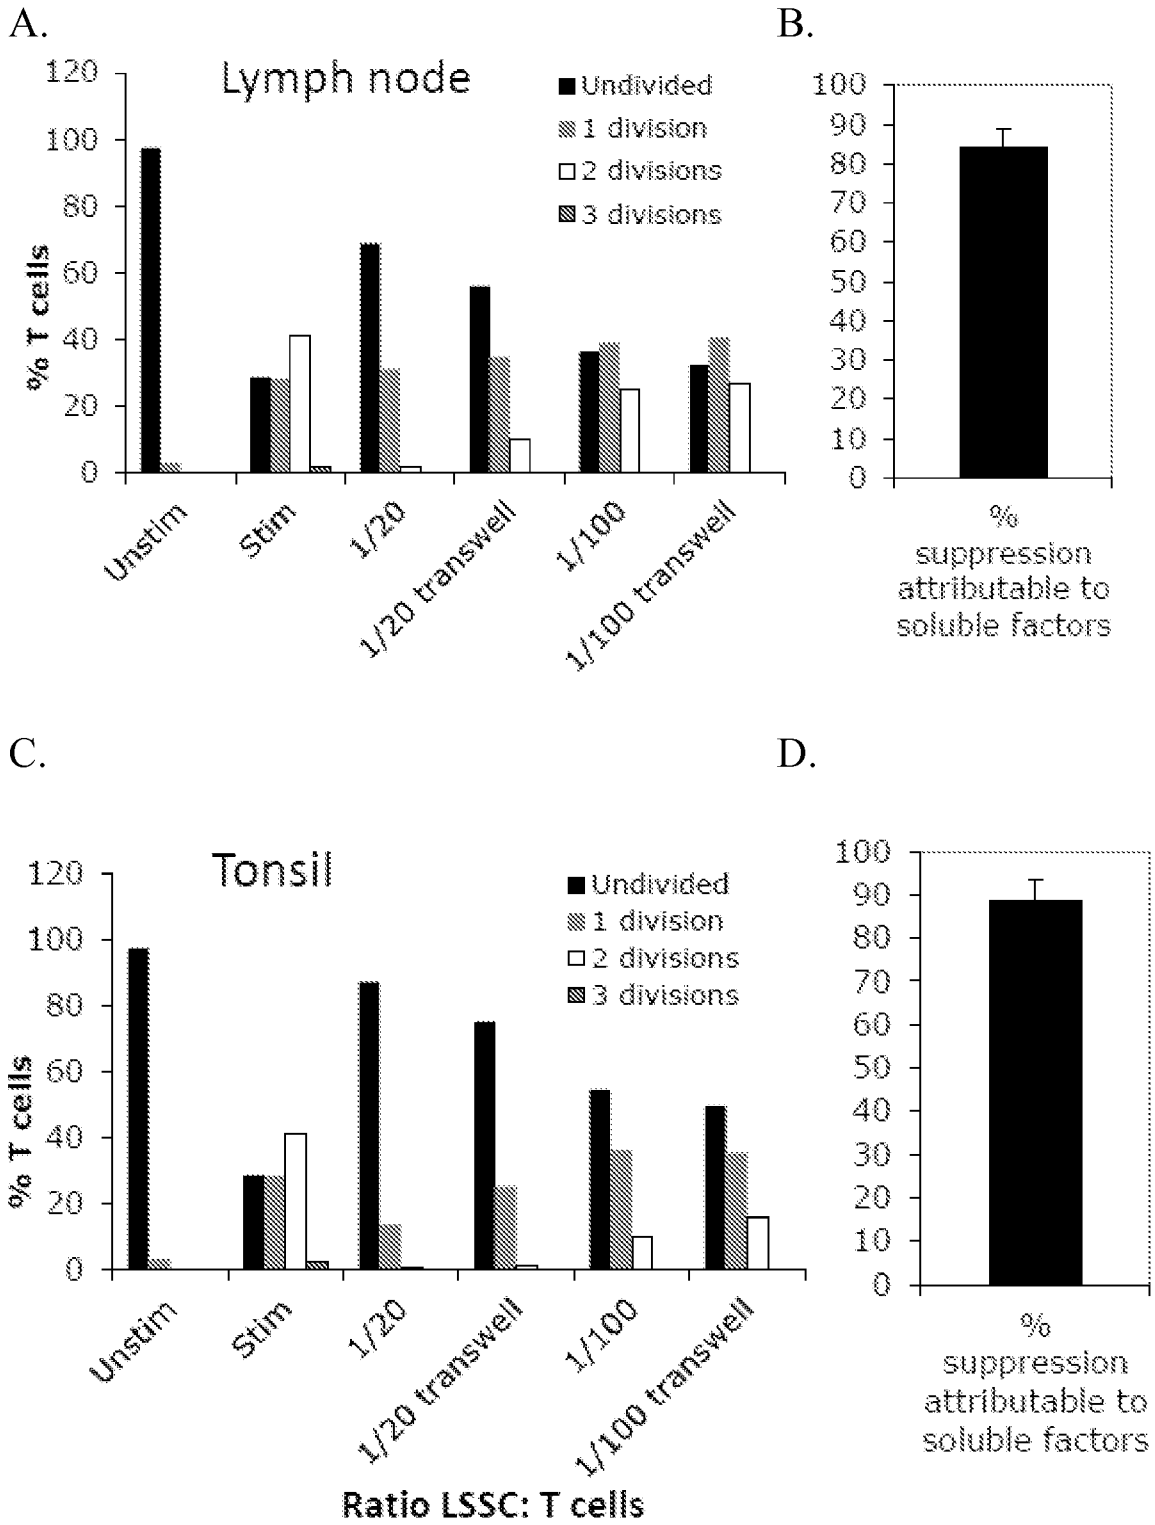 A.
Lymph node
Undivided
1 division
2 divisions
3 divisions
% T cells
120
100
80
60
40
20
0
Unstim
Stim
1/20
1/20 transwell
1/100
1/100 transwell
B.
100
90
80
70
60
50
40
30
20
10
0
%
suppression
attributable to
soluble factors
C.
Tonsil
Undivided
1 division
2 divisions
3 divisions
% T cells
120
100
80
60
40
20
0
Unstim
Stim
1/20
1/20 transwell
1/100
1/100 transwell
Ratio LSSC: T cells
D.
100
90
80
70
60
50
40
30
20
10
0
%
suppression
attributable to
soluble factors